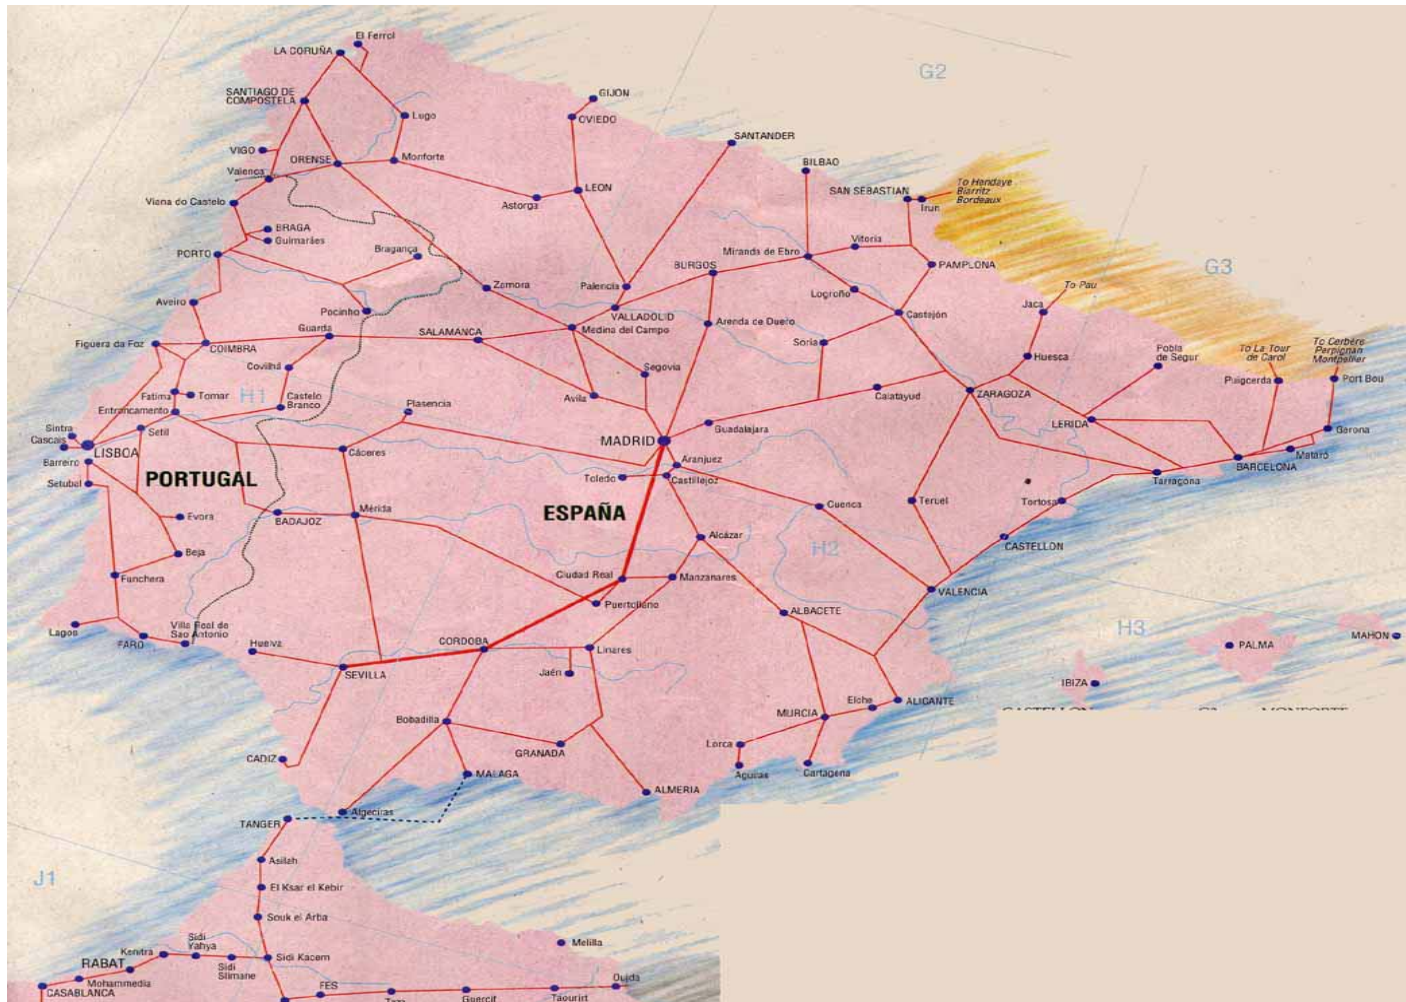 El Ferrol
LA CORUÑA
G2
SANTIAGO DE
COMPOSTELA
GIJON
OVIEDO
Lugo
SANTANDER
VIGO
ORENSE
Monforte
BILBAO
Valenca
LEON
Astorga
SAN SEBASTIAN
Irun
To Hendaye
Biarritz
Bordeaux
Viana do Castelo
BRAGA
Guimarães
PORTO
Bragança
Miranda de Ebro
Vitoria
PAMPLONA
BURGOS
G3
Zamora
Palencia
Logroño
To Pau
Aveiro
Pocinho
VALLADOLID
Jaca
Castejón
Guarda
SALAMANCA
Medina del Campo
Arenda de Duero
Soria
Figuera da Foz
COIMBRA
Huesca
Pobla
de Segur
To La Tour
de Carol
To Cerbère
Perpignan
Montpellier
Covilhã
Segovia
Puigcerda
Port Bou
Fatima
Tomar
H1
Castelo
Branco
Avila
Calatayud
ZARAGOZA
Entrancamento
Plasencia
Sintra
Cascais
LISBOA
Setil
MADRID
Guadalajara
LERIDA
Gerona
Barreiro
Cáceres
Aranjuez
Mataró
BARCELONA
Setubal
PORTUGAL
Toledo
Castillejoz
Tarragona
Evora
BADAJOZ
Mérida
ESPAÑA
Cuenca
Teruel
Tortosa
Beja
Alcázar
H2
CASTELLON
Funchera
Ciudad Real
Manzanares
VALENCIA
Puertollano
ALBACETE
Lagos
FARO
Villa Real de
Sao Antonio
Huelva
CORDOBA
Linares
H3
PALMA
MAHON
SEVILLA
Jaén
IBIZA
Elche
ALICANTE
Bobadilla
MURCIA
CADIZ
GRANADA
Lorca
MALAGA
Aguilas
Cartagena
ALMERIA
Algeciras
TANGER
Asilah
J1
El Ksar el Kebir
Souk el Arba
Kenitra
Sidi
Yahya
Melilla
RABAT
Sidi
Slimane
Sidi Kacem
Mohammedia
CASABLANCA
FES
Taza
Guercif
Taourirt
Oujda